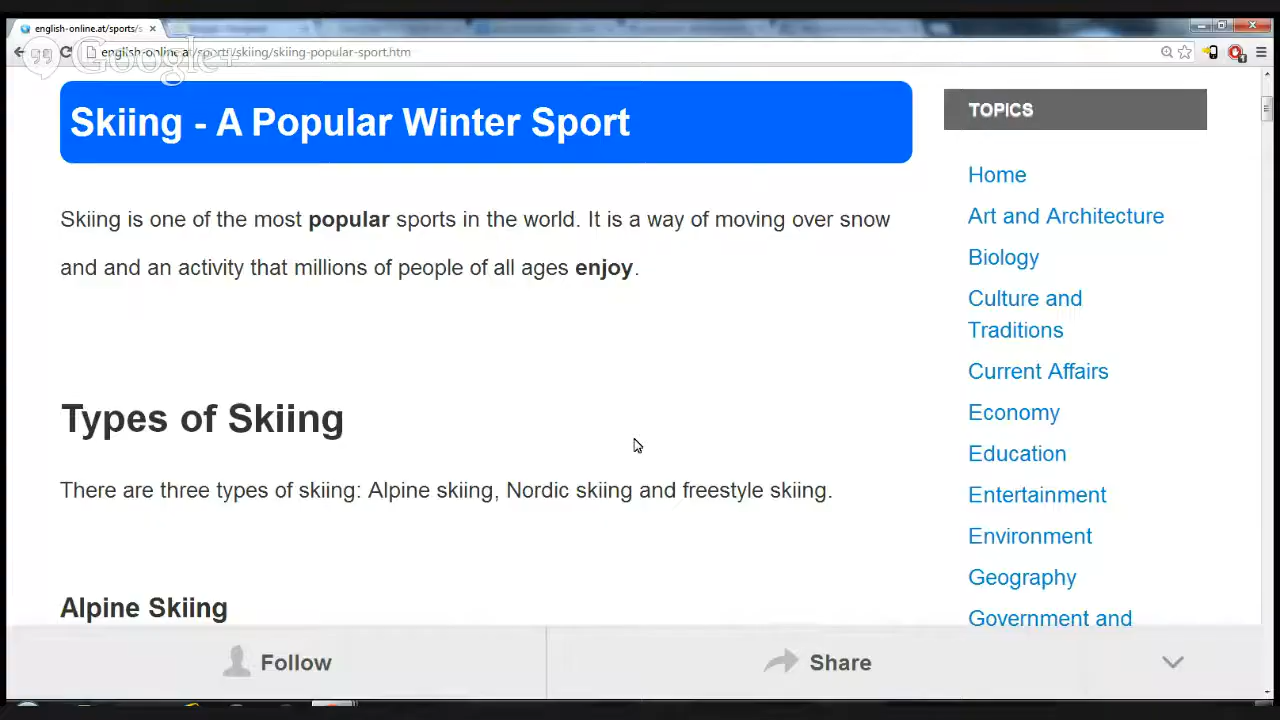 english-online.at/sports/s
english-online.at/sports/skiing/skiing-popular-sport.htm
Google+
Skiing - A Popular Winter Sport
Skiing is one of the most popular sports in the world. It is a way of moving over snow
and and an activity that millions of people of all ages enjoy.
Types of Skiing
There are three types of skiing: Alpine skiing, Nordic skiing and freestyle skiing.
Alpine Skiing
TOPICS
Home
Art and Architecture
Biology
Culture and
Traditions
Current Affairs
Economy
Education
Entertainment
Environment
Geography
Government and
Follow
Share